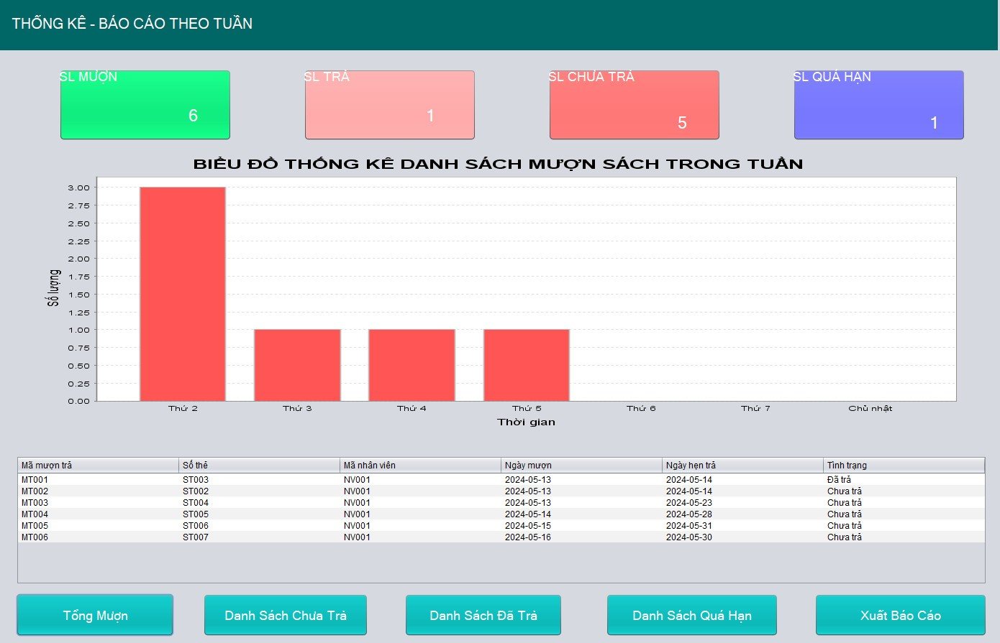 THỐNG KÊ - BÁO CÁO THEO TUẦN
SL MƯỢN
SL TRẢ
SL CHƯA TRẢ
SL QUÁ HẠN
6
1
5
1
BIỂU ĐỒ THỐNG KÊ DANH SÁCH MƯỢN SÁCH TRONG TUẦN
Số lượng
3.00
2.75
2.50
2.25
2.00
1.75
1.50
1.25
1.00
0.75
0.50
0.25
0.00
Thứ 2 Thứ 3 Thứ 4 Thứ 5 Thứ 6 Thứ 7 Chủ nhật
Thời gian
Mã mượn trả Số thẻ Mã nhân viên Ngày mượn Ngày hẹn trả Tình trạng
MT001 ST003 NV001 2024-05-13 2024-05-14 Đã trả
MT002 ST002 NV001 2024-05-13 2024-05-14 Chưa trả
MT003 ST004 NV001 2024-05-13 2024-05-23 Chưa trả
MT004 ST005 NV001 2024-05-14 2024-05-28 Chưa trả
MT005 ST006 NV001 2024-05-15 2024-05-31 Chưa trả
MT006 ST007 NV001 2024-05-16 2024-05-30 Chưa trả
Tổng Mượn Danh Sách Chưa Trả Danh Sách Đã Trả Danh Sách Quá Hạn Xuất Báo Cáo